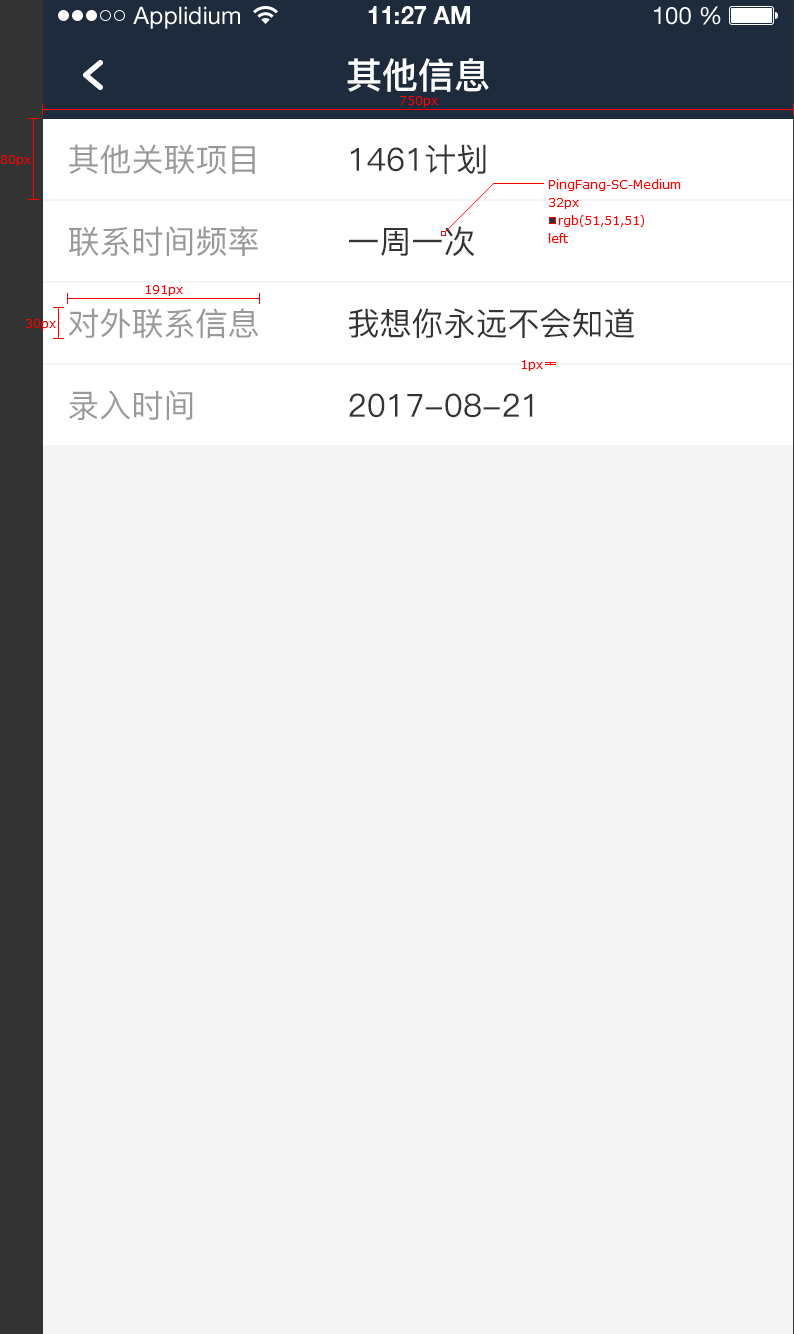 Applidium 11:27 AM 100 %
其他信息
750px
80px
其他关联项目 1461计划
PingFang-SC-Medium
32px
rgb(51,51,51)
left
联系时间频率 一周一次
191px
30px
对外联系信息 我想你永远不会知道
1px
录入时间 2017-08-21